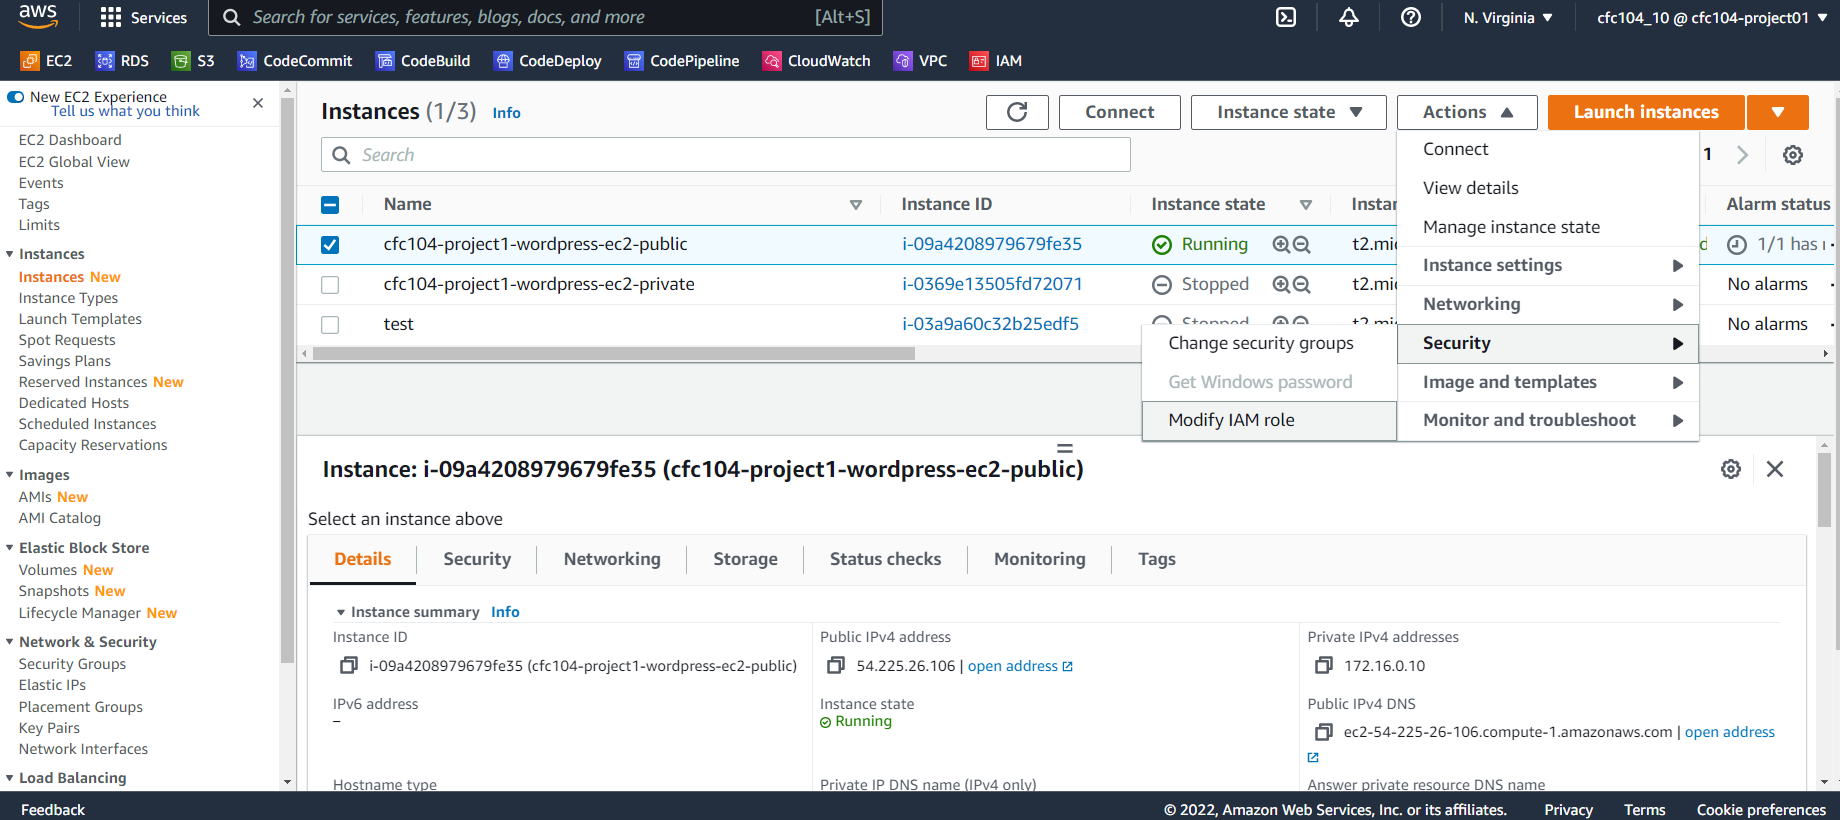 aws
Services
Search for services, features, blogs, docs, and more
[Alt+S]
N. Virginia
cfc104_10 @ cfc104-project01
EC2
RDS
S3
CodeCommit
CodeBuild
CodeDeploy
CodePipeline
CloudWatch
VPC
IAM
New EC2 Experience
Tell us what you think
EC2 Dashboard
EC2 Global View
Events
Tags
Limits
Instances
Instances New
Instance Types
Launch Templates
Spot Requests
Savings Plans
Reserved Instances New
Dedicated Hosts
Scheduled Instances
Capacity Reservations
Images
AMIs New
AMI Catalog
Elastic Block Store
Volumes New
Snapshots New
Lifecycle Manager New
Network & Security
Security Groups
Elastic IPs
Placement Groups
Key Pairs
Network Interfaces
Load Balancing
Instances (1/3) Info
Connect
Instance state
Actions
Launch instances
Search
1
Name
Instance ID
Instance state
Alarm status
cfc104-project1-wordpress-ec2-public
i-09a4208979679fe35
Running
1/1 has
cfc104-project1-wordpress-ec2-private
i-0369e13505fd72071
Stopped
No alarms
test
i-03a9a60c32b25edf5
Stopped
No alarms
Connect
View details
Manage instance state
Instance settings
Networking
Security
Image and templates
Monitor and troubleshoot
Change security groups
Get Windows password
Modify IAM role
Instance: i-09a4208979679fe35 (cfc104-project1-wordpress-ec2-public)
Select an instance above
Details
Security
Networking
Storage
Status checks
Monitoring
Tags
Instance summary Info
Instance ID
i-09a4208979679fe35 (cfc104-project1-wordpress-ec2-public)
Public IPv4 address
54.225.26.106 | open address
Private IPv4 addresses
172.16.0.10
IPv6 address
–
Instance state
Running
Public IPv4 DNS
ec2-54-225-26-106.compute-1.amazonaws.com | open address
Hostname type
Private IP DNS name (IPv4 only)
Answer private resource DNS name
Feedback
© 2022, Amazon Web Services, Inc. or its affiliates.
Privacy
Terms
Cookie preferences